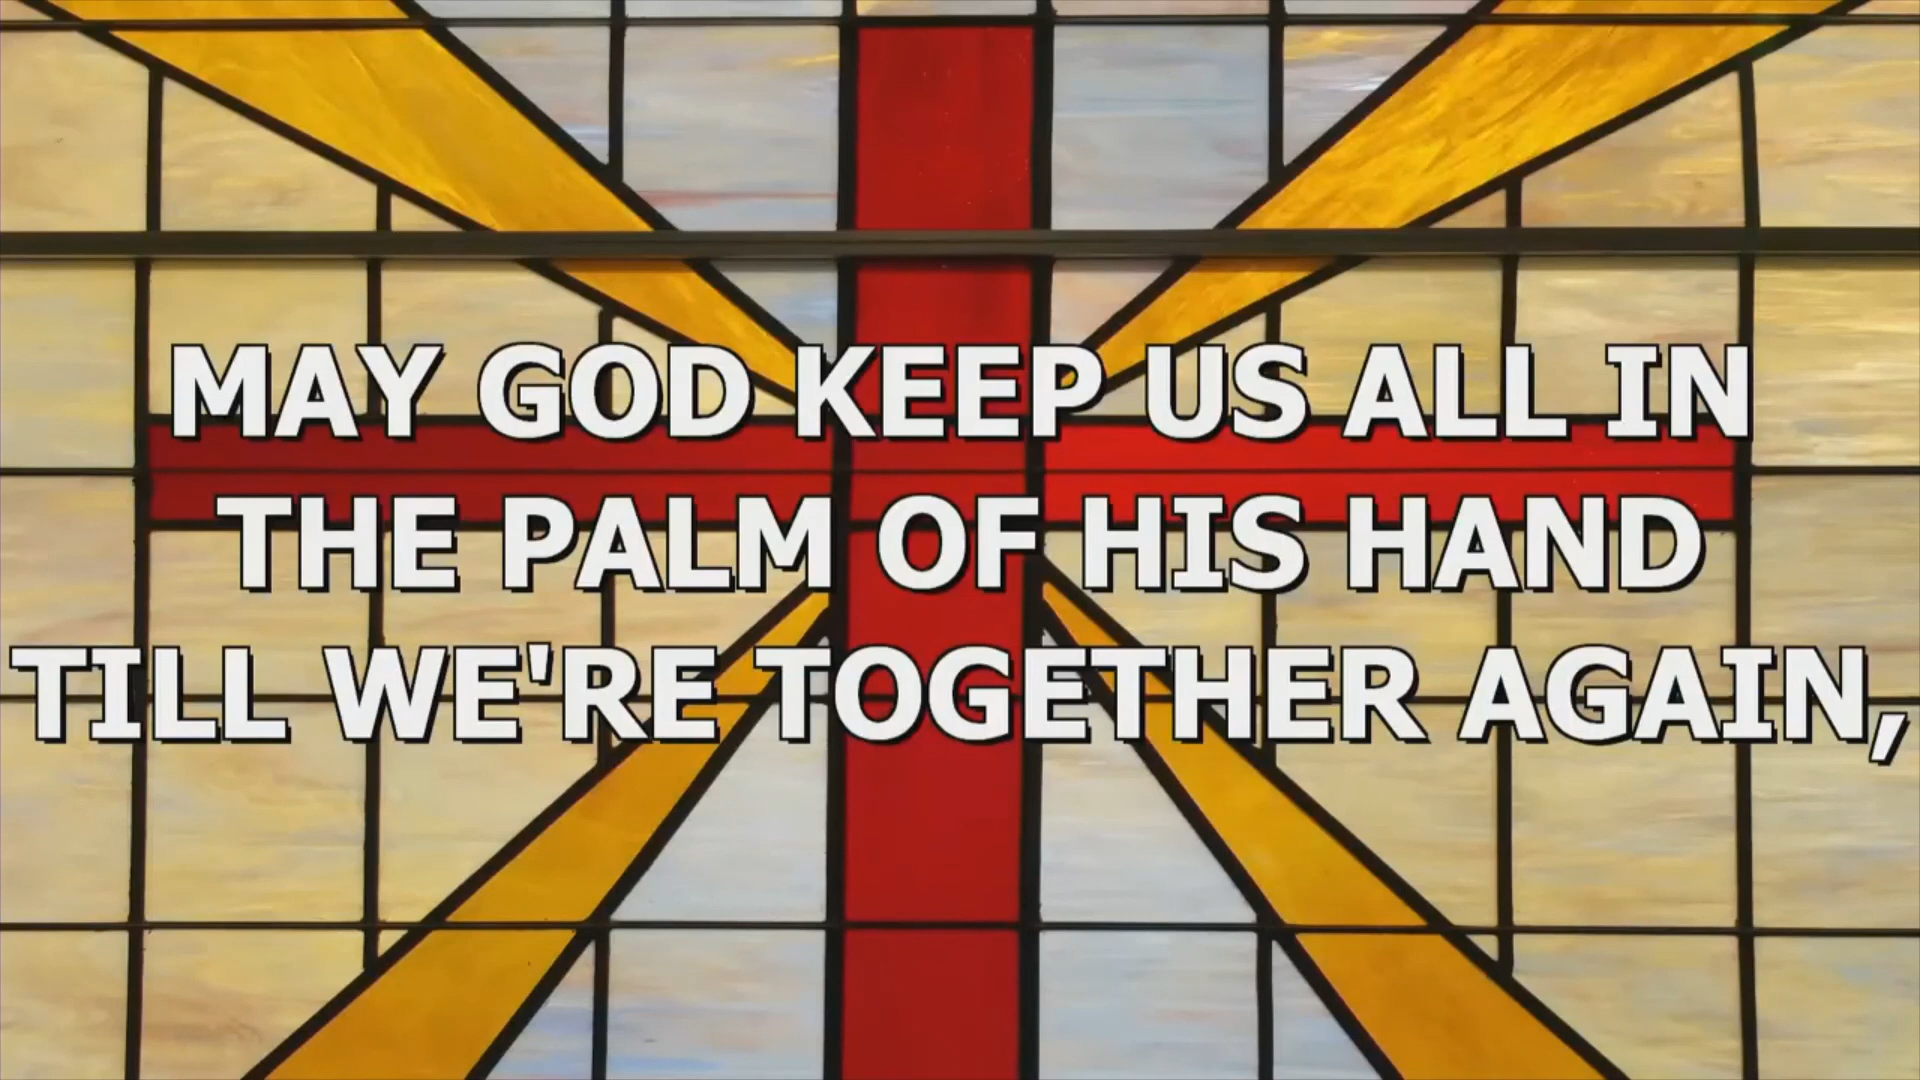 MAY GOD KEEP US ALL IN
THE PALM OF HIS HAND
TILL WE'RE TOGETHER AGAIN,